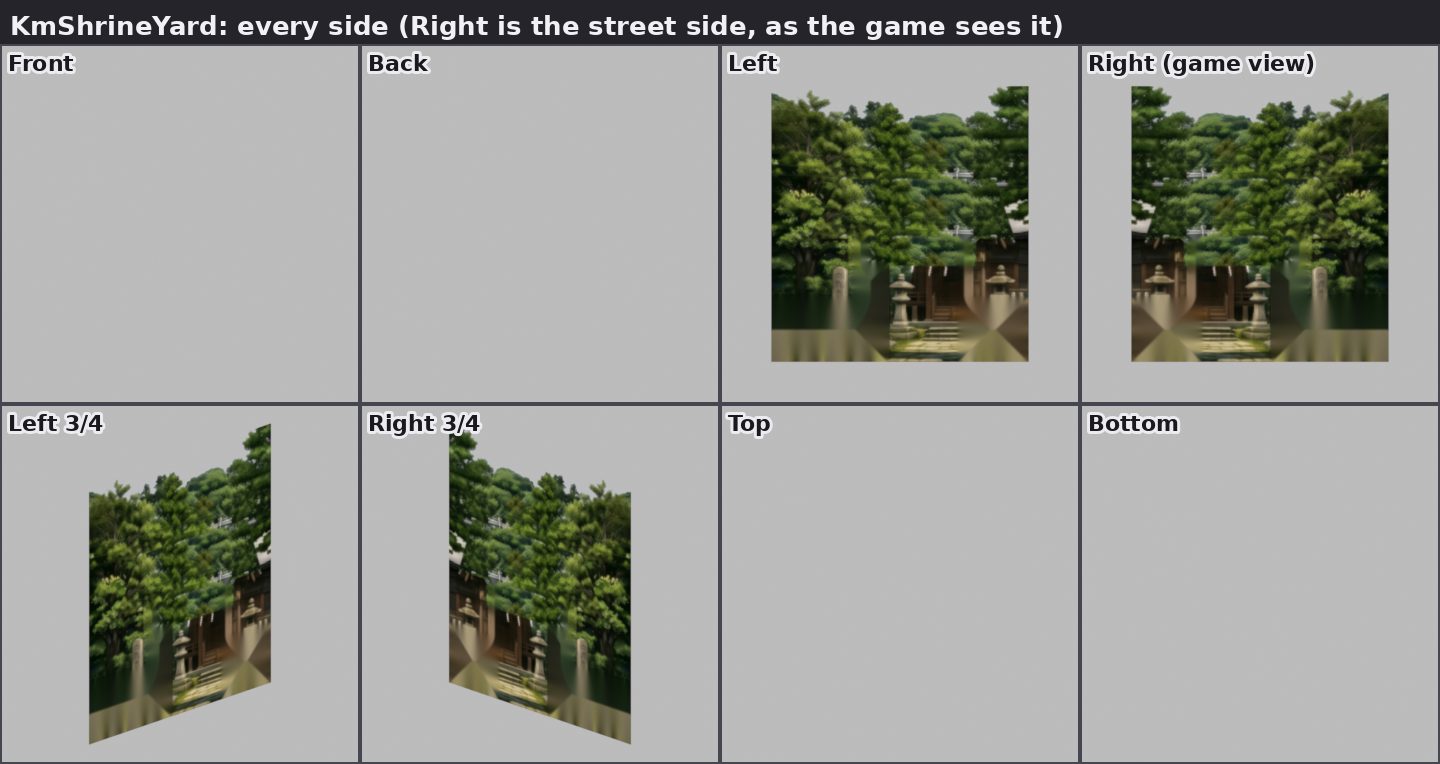 KmShrineYard: every side (Right is the street side, as the game sees it)
Front
Back
Left
Right (game view)
Left 3/4
Right 3/4
Top
Bottom